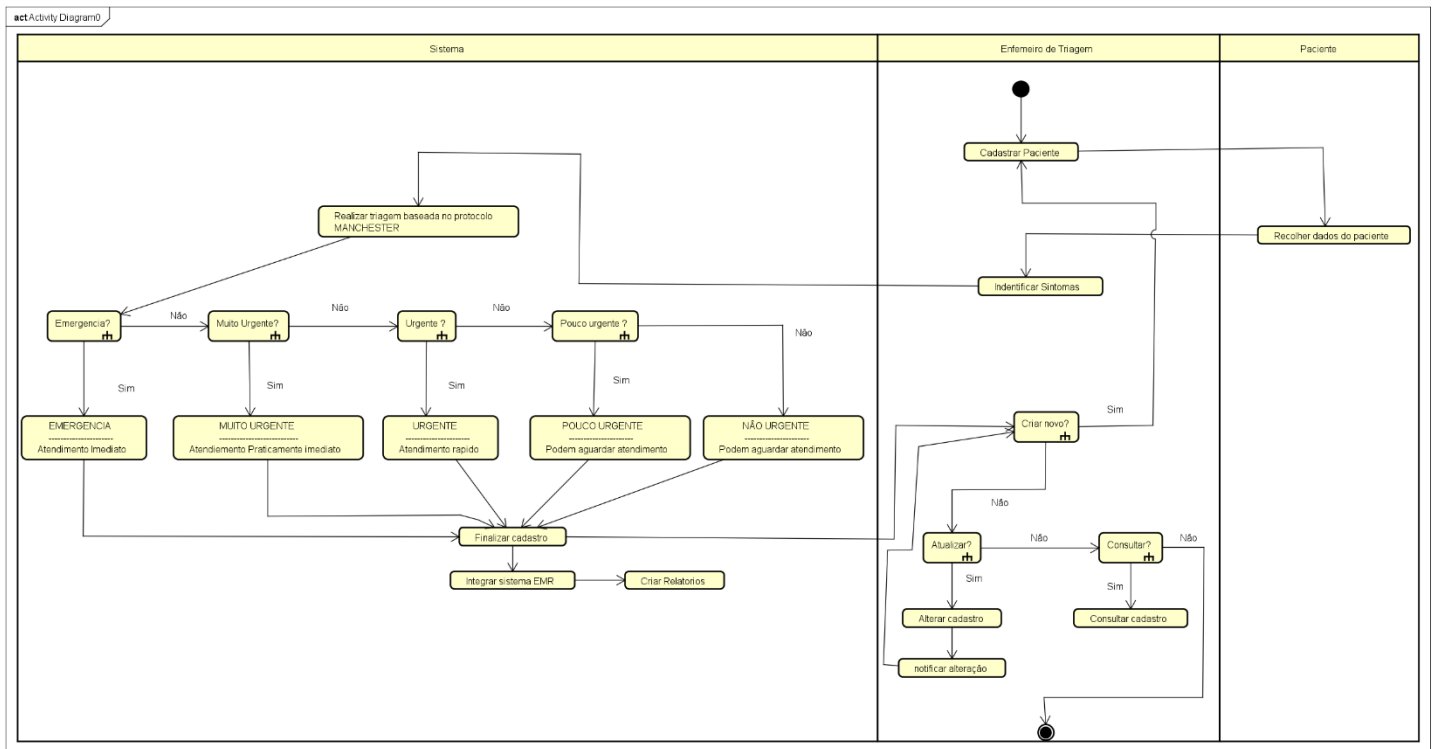 act Activity Diagram0
Sistema
Enfemeiro de Triagem
Paciente
Cadastrar Paciente
Realizar triagem baseada no protocolo
MANCHESTER
Recolher dados do paciente
Indentificar Sintomas
Emergencia?
Não
Muito Urgente?
Não
Urgente ?
Não
Pouco urgente ?
Não
Sim
Sim
Sim
Sim
EMERGENCIA
----------------------
Atendimento Imediato
MUITO URGENTE
---------------------------
Atendiemento Praticamente imediato
URGENTE
----------------------
Atendimento rapido
POUCO URGENTE
----------------------
Podem aguardar atendimento
NÃO URGENTE
----------------------
Podem aguardar atendimento
Criar novo?
Sim
Não
Finalizar cadastro
Atualizar?
Não
Consultar?
Não
Integrar sistema EMR
Criar Relatorios
Sim
Sim
Alterar cadastro
Consultar cadastro
notificar alteração